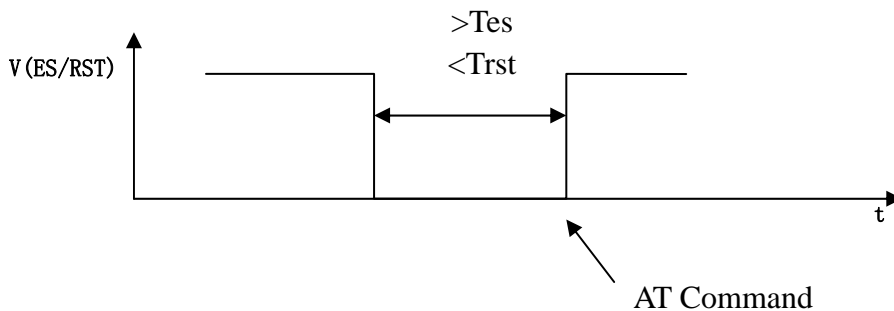 >Tes
<Trst
V(ES/RST)
t
AT Command